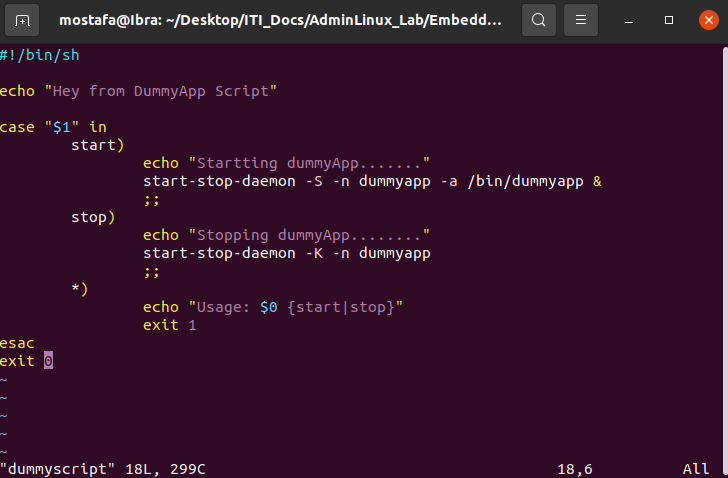 mostafa@Ibra: ~/Desktop/ITI_Docs/AdminLinux_Lab/Embedd...
#!/bin/sh
echo "Hey from DummyApp Script"
case "$1" in
start)
echo "Startting dummyApp......."
start-stop-daemon -S -n dummyapp -a /bin/dummyapp &
;;
stop)
echo "Stopping dummyApp........"
start-stop-daemon -K -n dummyapp
;;
*)
echo "Usage: $0 {start|stop}"
exit 1
esac
exit 0
~
~
~
~
~
"dummyscript" 18L, 299C 18,6 All